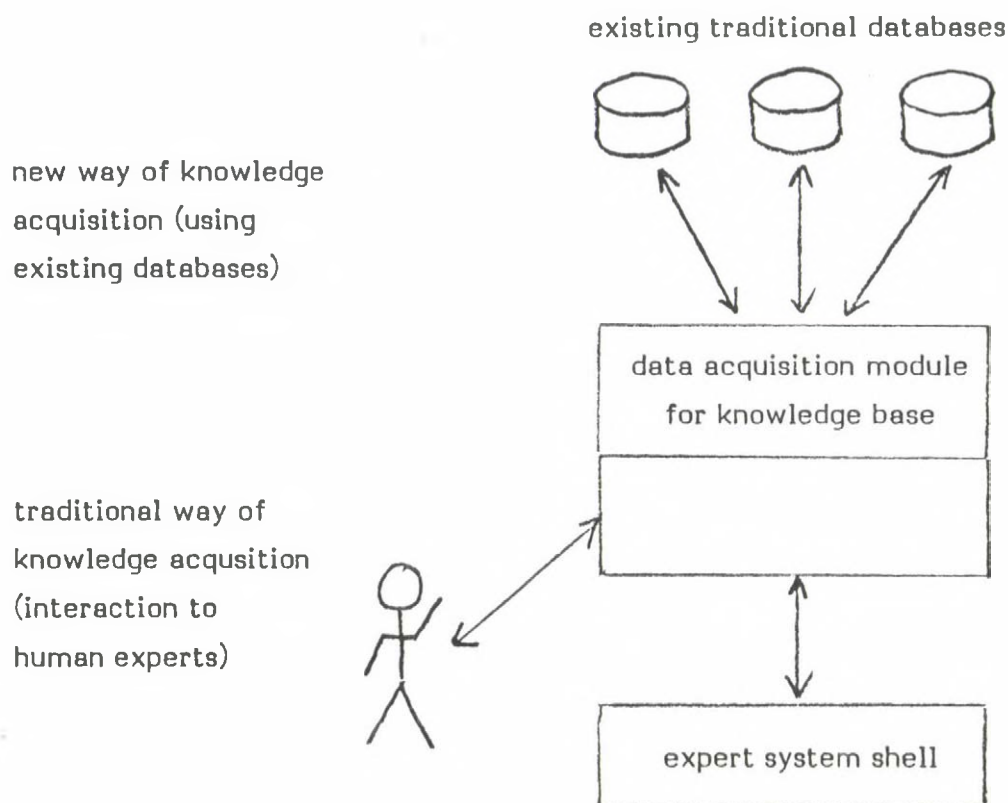 existing traditional databases
new way of knowledge
acquisition (using
existing databases)
data acquisition module
for knowledge base
traditional way of
knowledge acqusition
(interaction to
human experts)
expert system shell